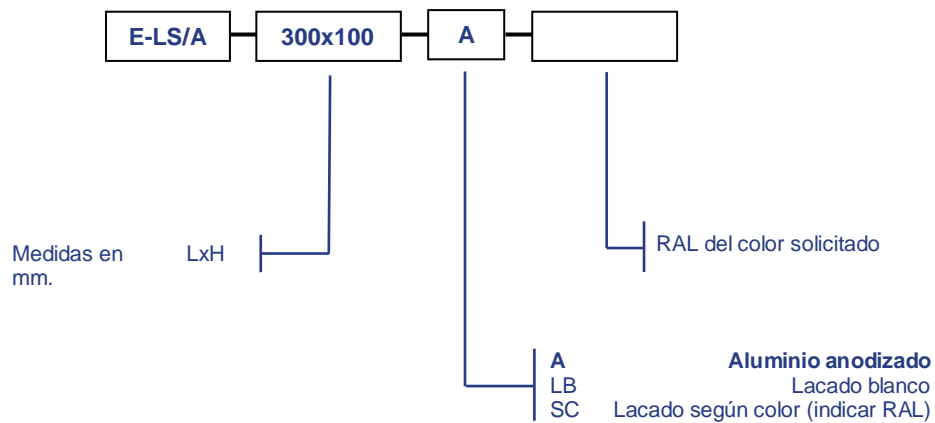 E-LS/A 300x100 A
Medidas en mm. LxH
RAL del color solicitado
A Aluminio anodizado
LB Lacado blanco
SC Lacado según color (indicar RAL)